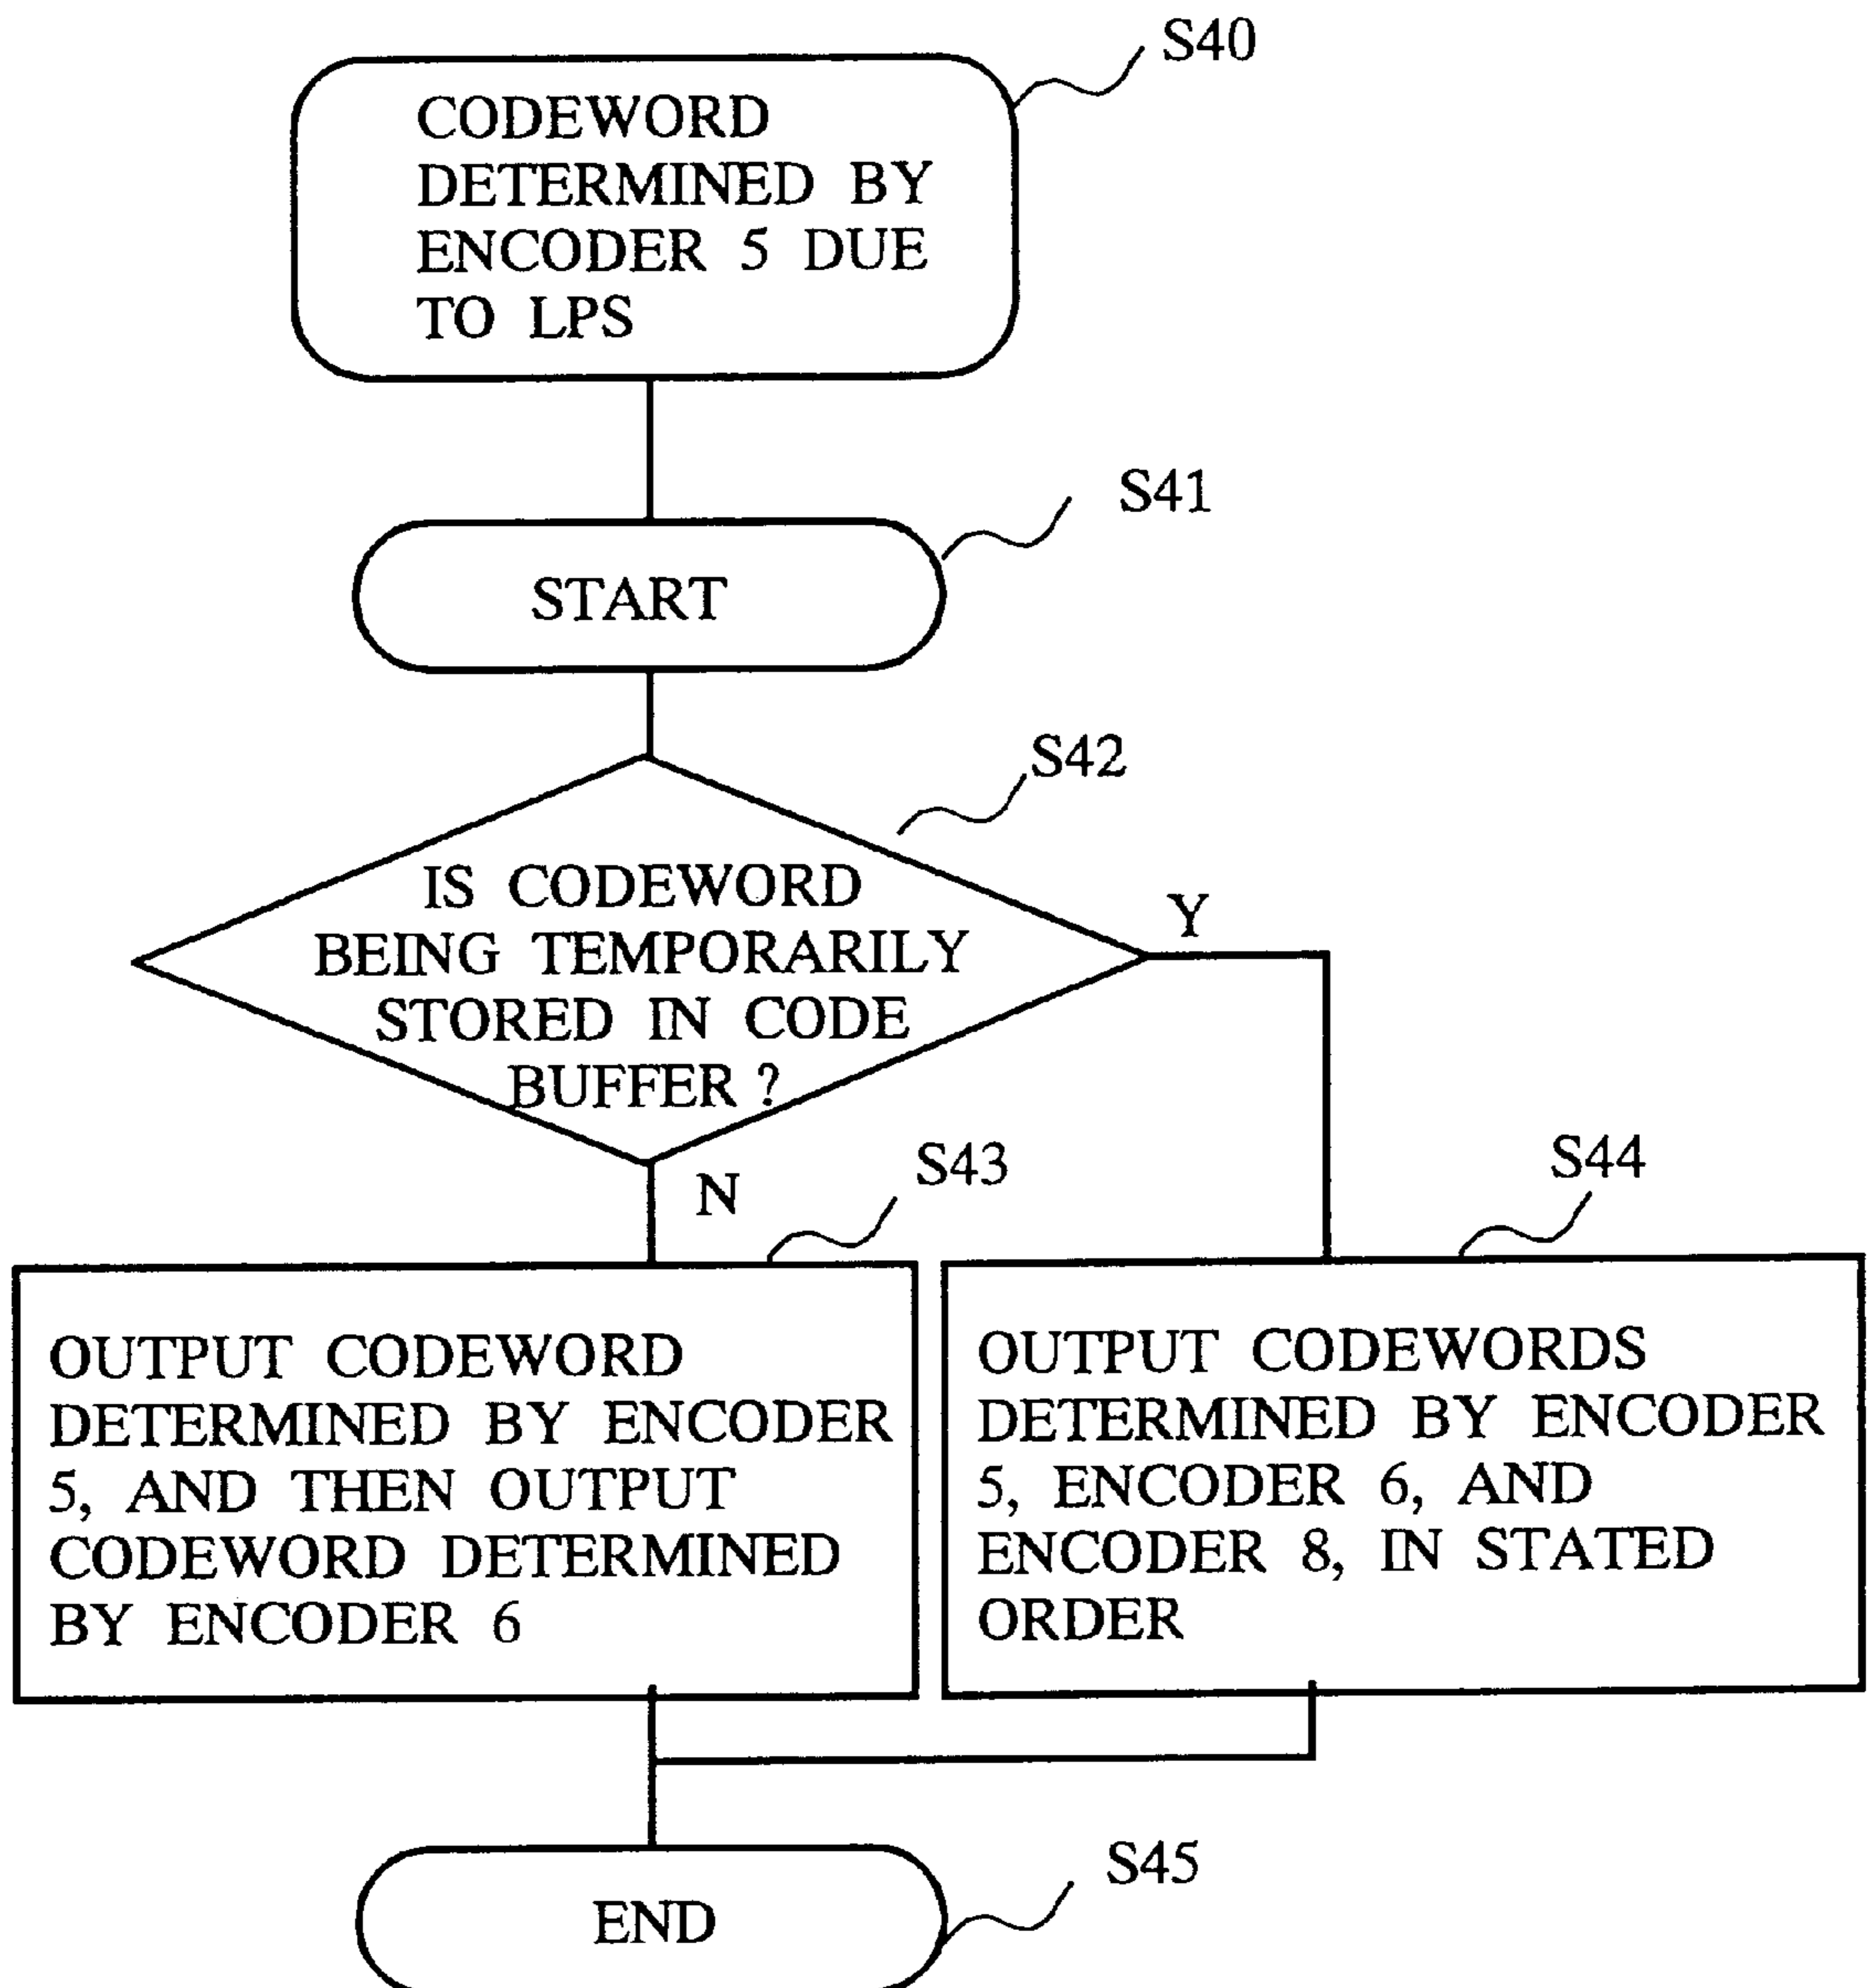 S40
CODEWORD
DETERMINED BY
ENCODER 5 DUE
TO LPS
S41
START
S42
IS CODEWORD
BEING TEMPORARILY
STORED IN CODE
BUFFER ?
Y
N
S43
S44
OUTPUT CODEWORD
DETERMINED BY ENCODER
5, AND THEN OUTPUT
CODEWORD DETERMINED
BY ENCODER 6
OUTPUT CODEWORDS
DETERMINED BY ENCODER
5, ENCODER 6, AND
ENCODER 8, IN STATED
ORDER
S45
END